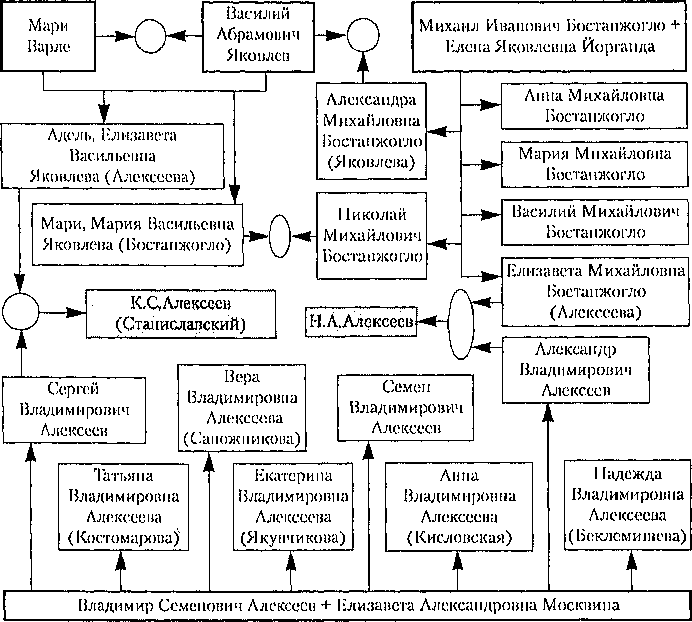 Мари
Варле
Василий
Абрамович
Яковлев
Михаил Иванович Бостанжогло +
Елена Яковлевна Йорганда
Александра
Михайловна
Бостанжогло
(Яковлева)
Анна Михайловна
Бостанжогло
Адель, Елизавета
Васильевна
Яковлева (Алексеева)
Мария Михайловна
Бостанжогло
Мари, Мария Васильевна
Яковлева (Бостанжогло)
Николай
Михайлович
Бостанжогло
Василий Михайлович
Бостанжогло
Елизавета Михайловна
Бостанжогло
(Алексеева)
К.С.Алексеев
(Станиславский)
Н.А.Алексеев
Александр
Владимирович
Алексеев
Сергей
Владимирович
Алексеев
Вера
Владимировна
Алексеева
(Сапожникова)
Семен
Владимирович
Алексеев
Татьяна
Владимировна
Алексеева
(Костомарова)
Екатерина
Владимировна
Алексеева
(Якунчикова)
Анна
Владимировна
Алексеева
(Кисловская)
Надежда
Владимировна
Алексеева
(Беклемишева)
Владимир Семенович Алексеев + Елизавета Александровна Москвина